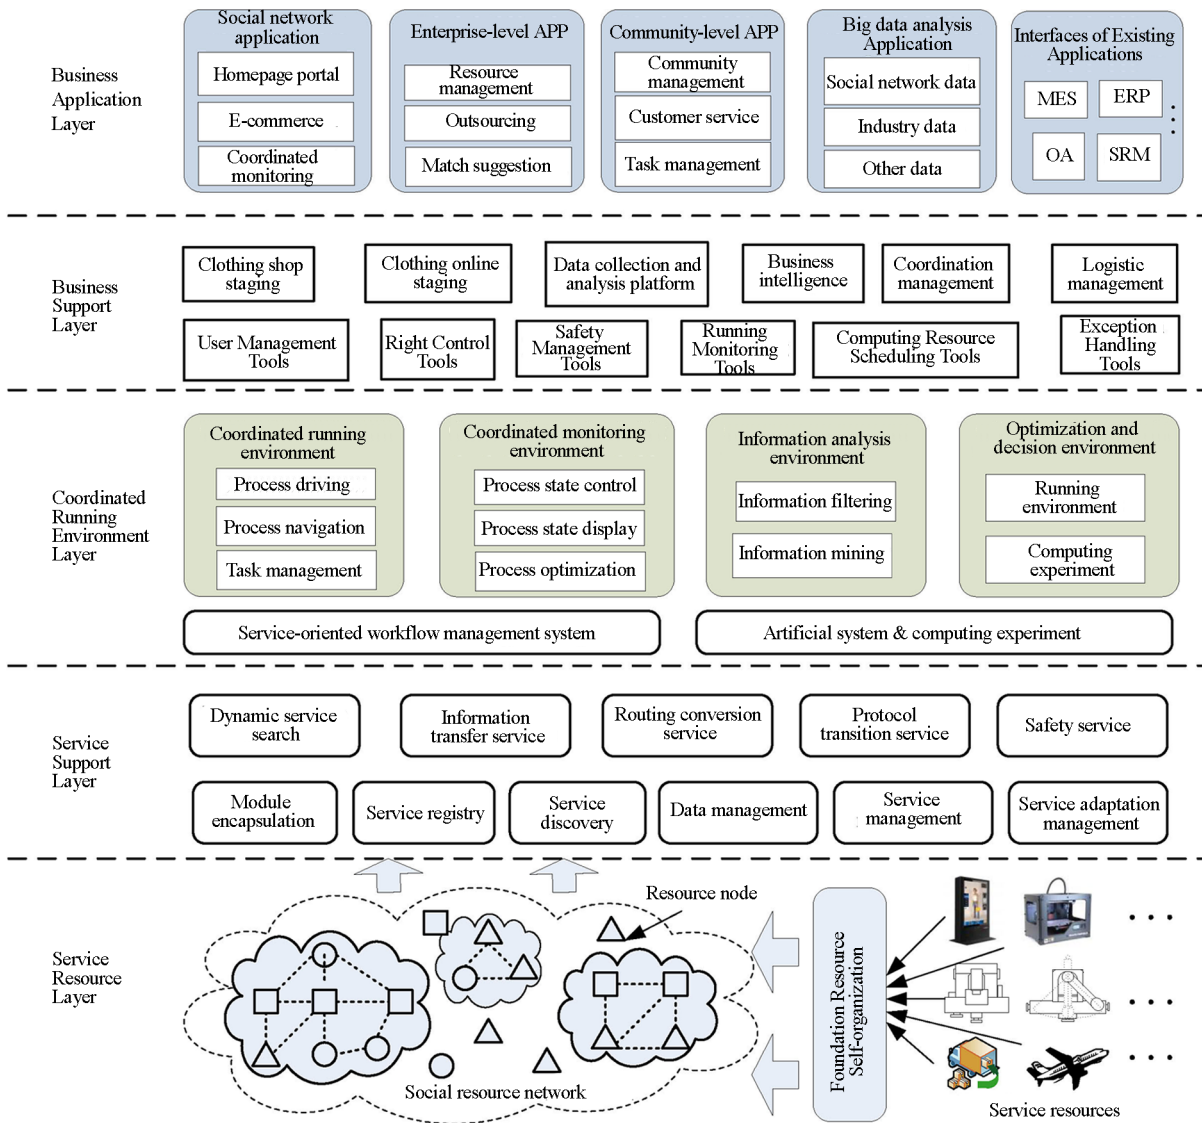 Business
Application
Layer
Social network
application
Homepage portal
E-commerce
Coordinated
monitoring
Enterprise-level APP
Resource
management
Outsourcing
Match suggestion
Community-level APP
Community
management
Customer service
Task management
Big data analysis
Application
Social network data
Industry data
Other data
Interfaces of Existing
Applications
MES
ERP
OA
SRM
Business
Support
Layer
Clothing shop
staging
Clothing online
staging
Data collection and
analysis platform
Business
intelligence
Coordination
management
Logistic
management
User Management
Tools
Right Control
Tools
Safety
Management
Tools
Running
Monitoring
Tools
Computing Resource
Scheduling Tools
Exception
Handling
Tools
Coordinated
Running
Environment
Layer
Coordinated running
environment
Process driving
Process navigation
Task management
Coordinated monitoring
environment
Process state control
Process state display
Process optimization
Information analysis
environment
Information filtering
Information mining
Optimization and
decision environment
Running
environment
Computing
experiment
Service-oriented workflow management system
Artificial system & computing experiment
Service
Support
Layer
Dynamic service
search
Information
transfer service
Routing conversion
service
Protocol
transition service
Safety service
Module
encapsulation
Service registry
Service
discovery
Data management
Service
management
Service adaptation
management
Service
Resource
Layer
Resource node
Social resource network
Foundation Resource
Self-organization
Service resources